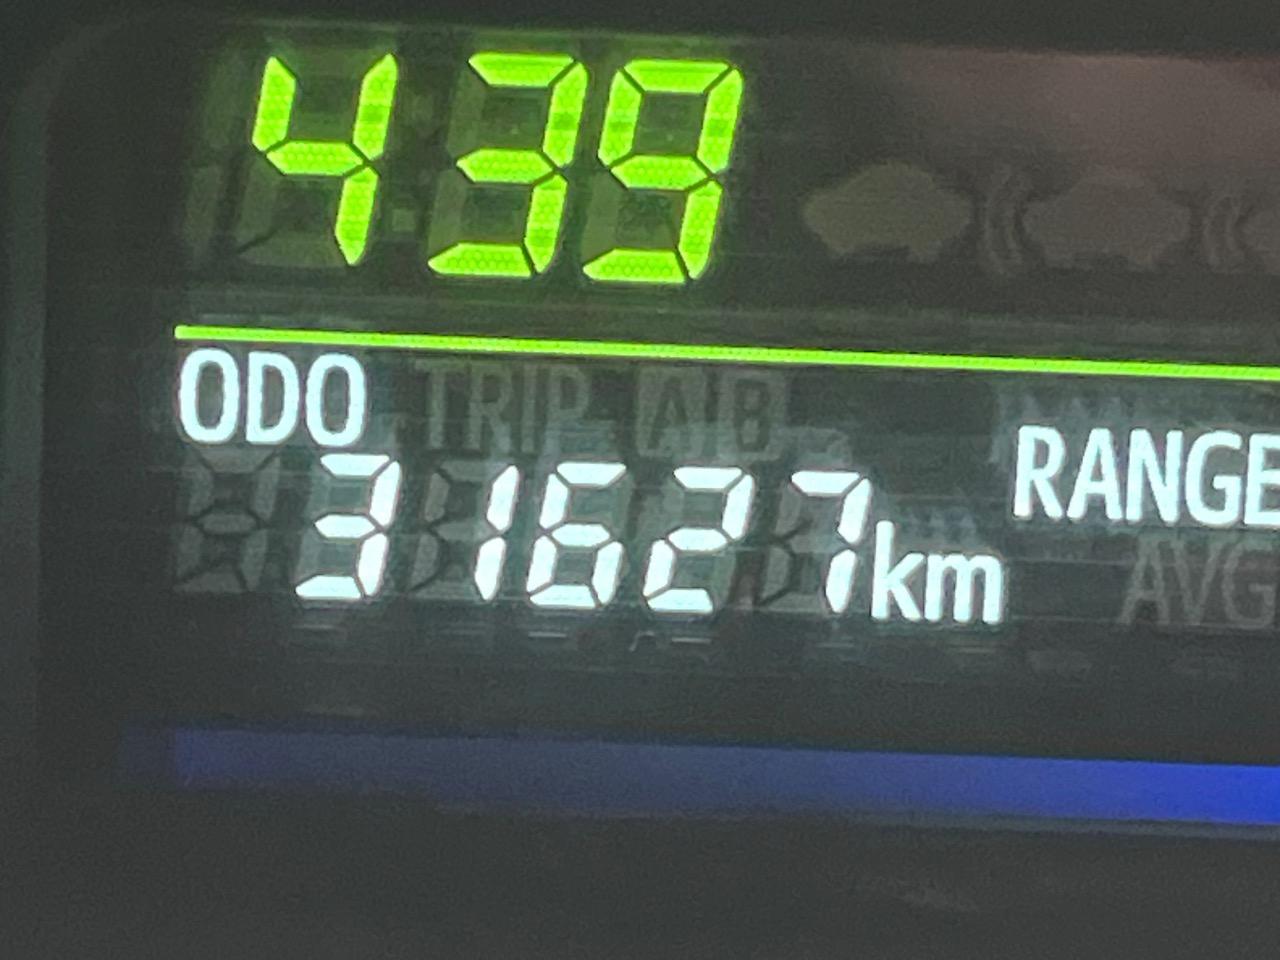 439
ODO TRIP A B
31627km
RANGE
AVG